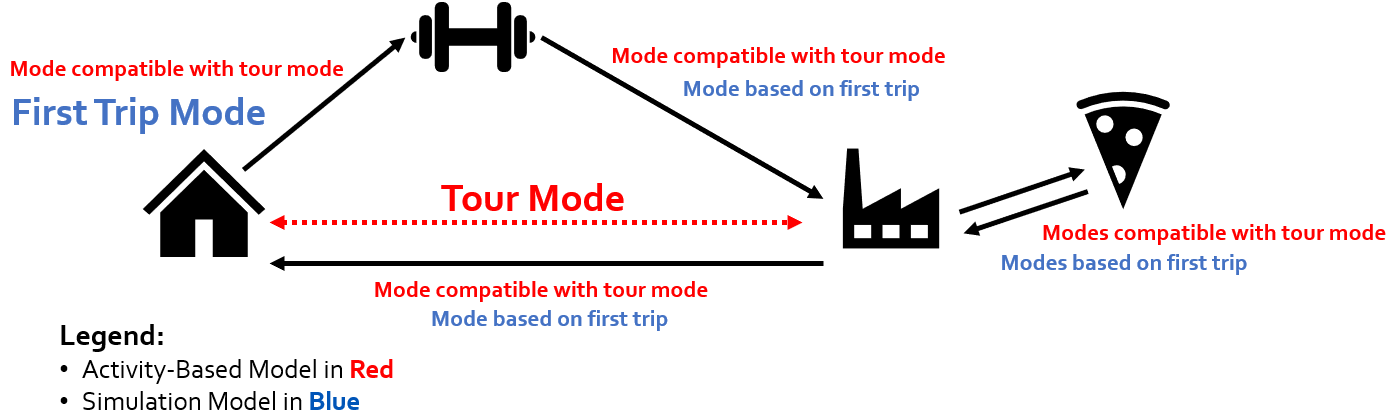 Mode compatible with tour mode
First Trip Mode
Mode compatible with tour mode
Mode based on first trip
Tour Mode
Modes compatible with tour mode
Modes based on first trip
Mode compatible with tour mode
Mode based on first trip
Legend:
• Activity-Based Model in Red
• Simulation Model in Blue